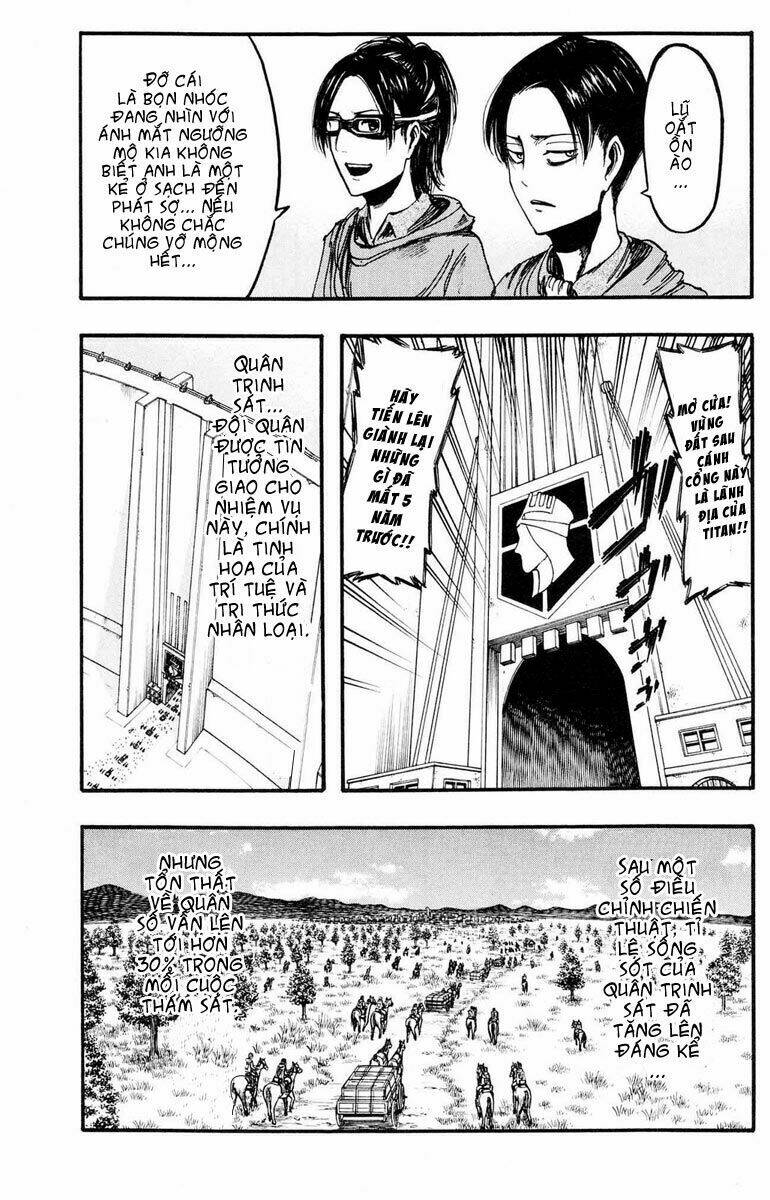 LŨ
OẮT
ỒN
ÀO
...
ĐỠ CÁI
LÀ BỌN NHÓC
ĐANG NHÌN VỚI
ÁNH MẮT NGƯỠNG
MỘ KIA KHÔNG
BIẾT ANH LÀ MỘT
KẺ Ở SẠCH ĐẾN
PHÁT SỢ... NẾU
KHÔNG CHẮC
CHÚNG VỠ MỘNG
HẾT...
MỞ CỬA!
VÙNG
ĐẤT SAU
CÁNH
CỔNG NÀY
LÀ LÃNH
ĐỊA CỦA
TITAN!!
HÃY
TIẾN LÊN
GIÀNH LẠI
NHỮNG
GÌ ĐÃ
MẤT 5
NĂM
TRƯỚC!!
QUÂN
TRINH
SÁT...
ĐỘI QUÂN
ĐƯỢC TIN
TƯỞNG
GIAO CHO
NHIỆM VỤ
NÀY, CHÍNH
LÀ TINH
HOA CỦA
TRÍ TUỆ VÀ
TRI THỨC
NHÂN LOẠI.
SAU MỘT
SỐ ĐIỀU
CHỈNH CHIẾN
THUẬT, TỈ
LỆ SỐNG
SÓT CỦA
QUÂN TRINH
SÁT ĐÃ
TĂNG LÊN
ĐÁNG KỂ
...
NHƯNG
TỔN THẤT
VỀ QUÂN
SỐ VẪN LÊN
TỚI HƠN
30% TRONG
MỖI CUỘC
THÁM SÁT.